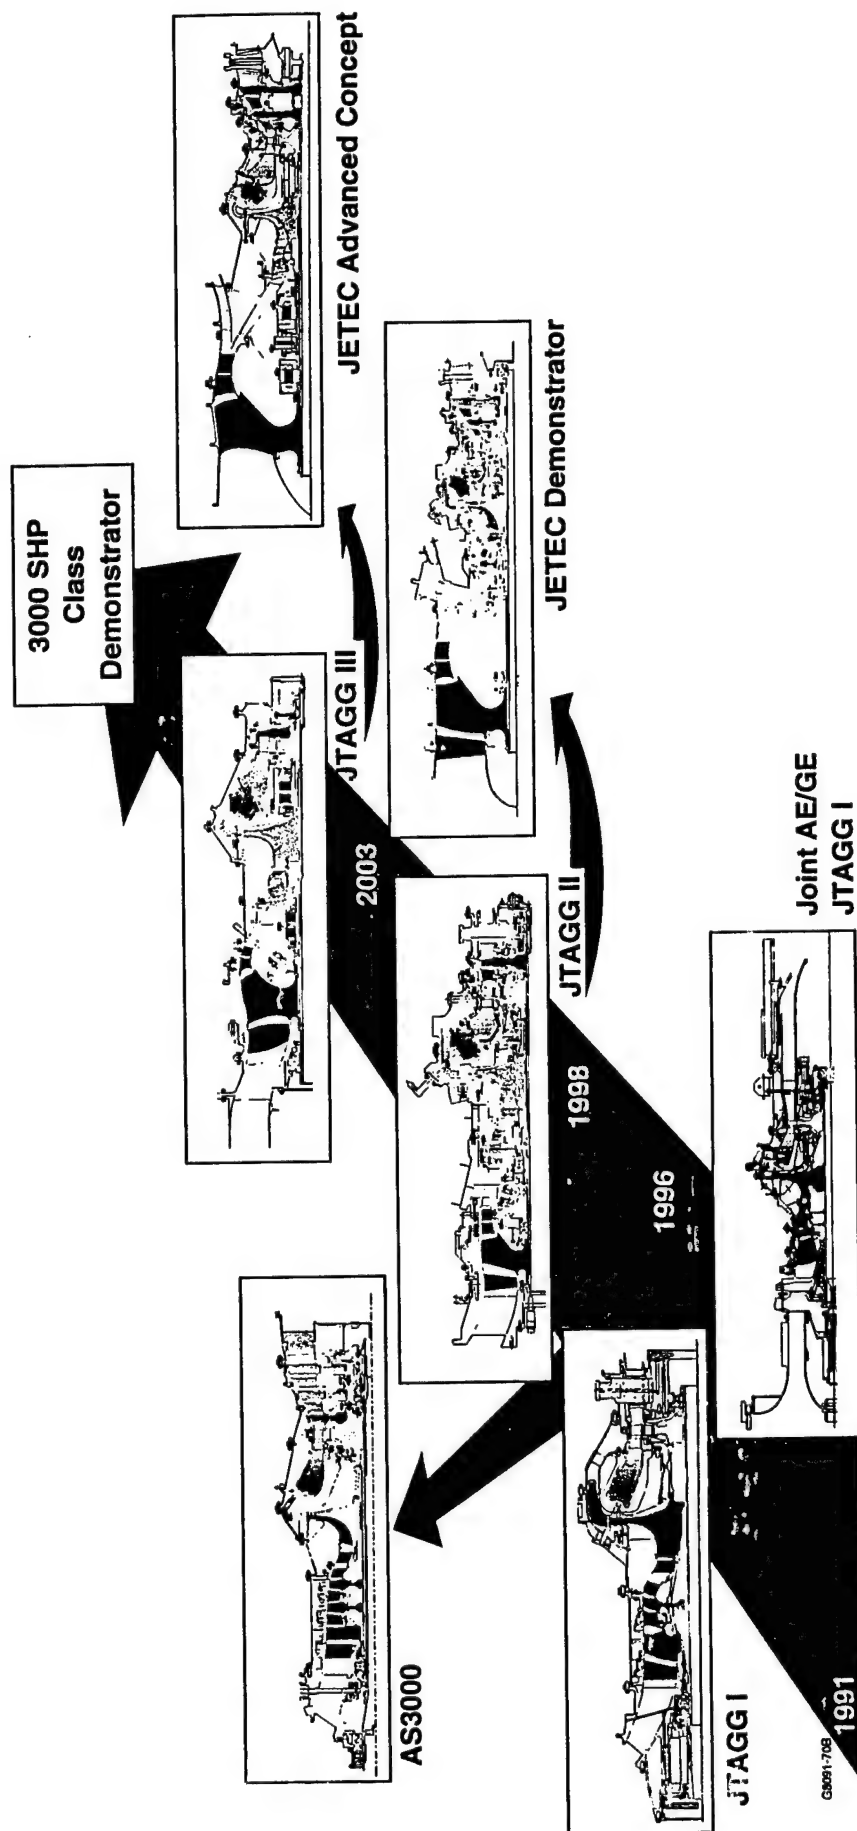 3000 SHP
Class
Demonstrator
JETEC Advanced Concept
JTAGG III
JETEC Demonstrator
2003
AS3000
JTAGG II
1998
1996
Joint AE/GE
JTAGG I
JTAGG I
1991
G8091-70B